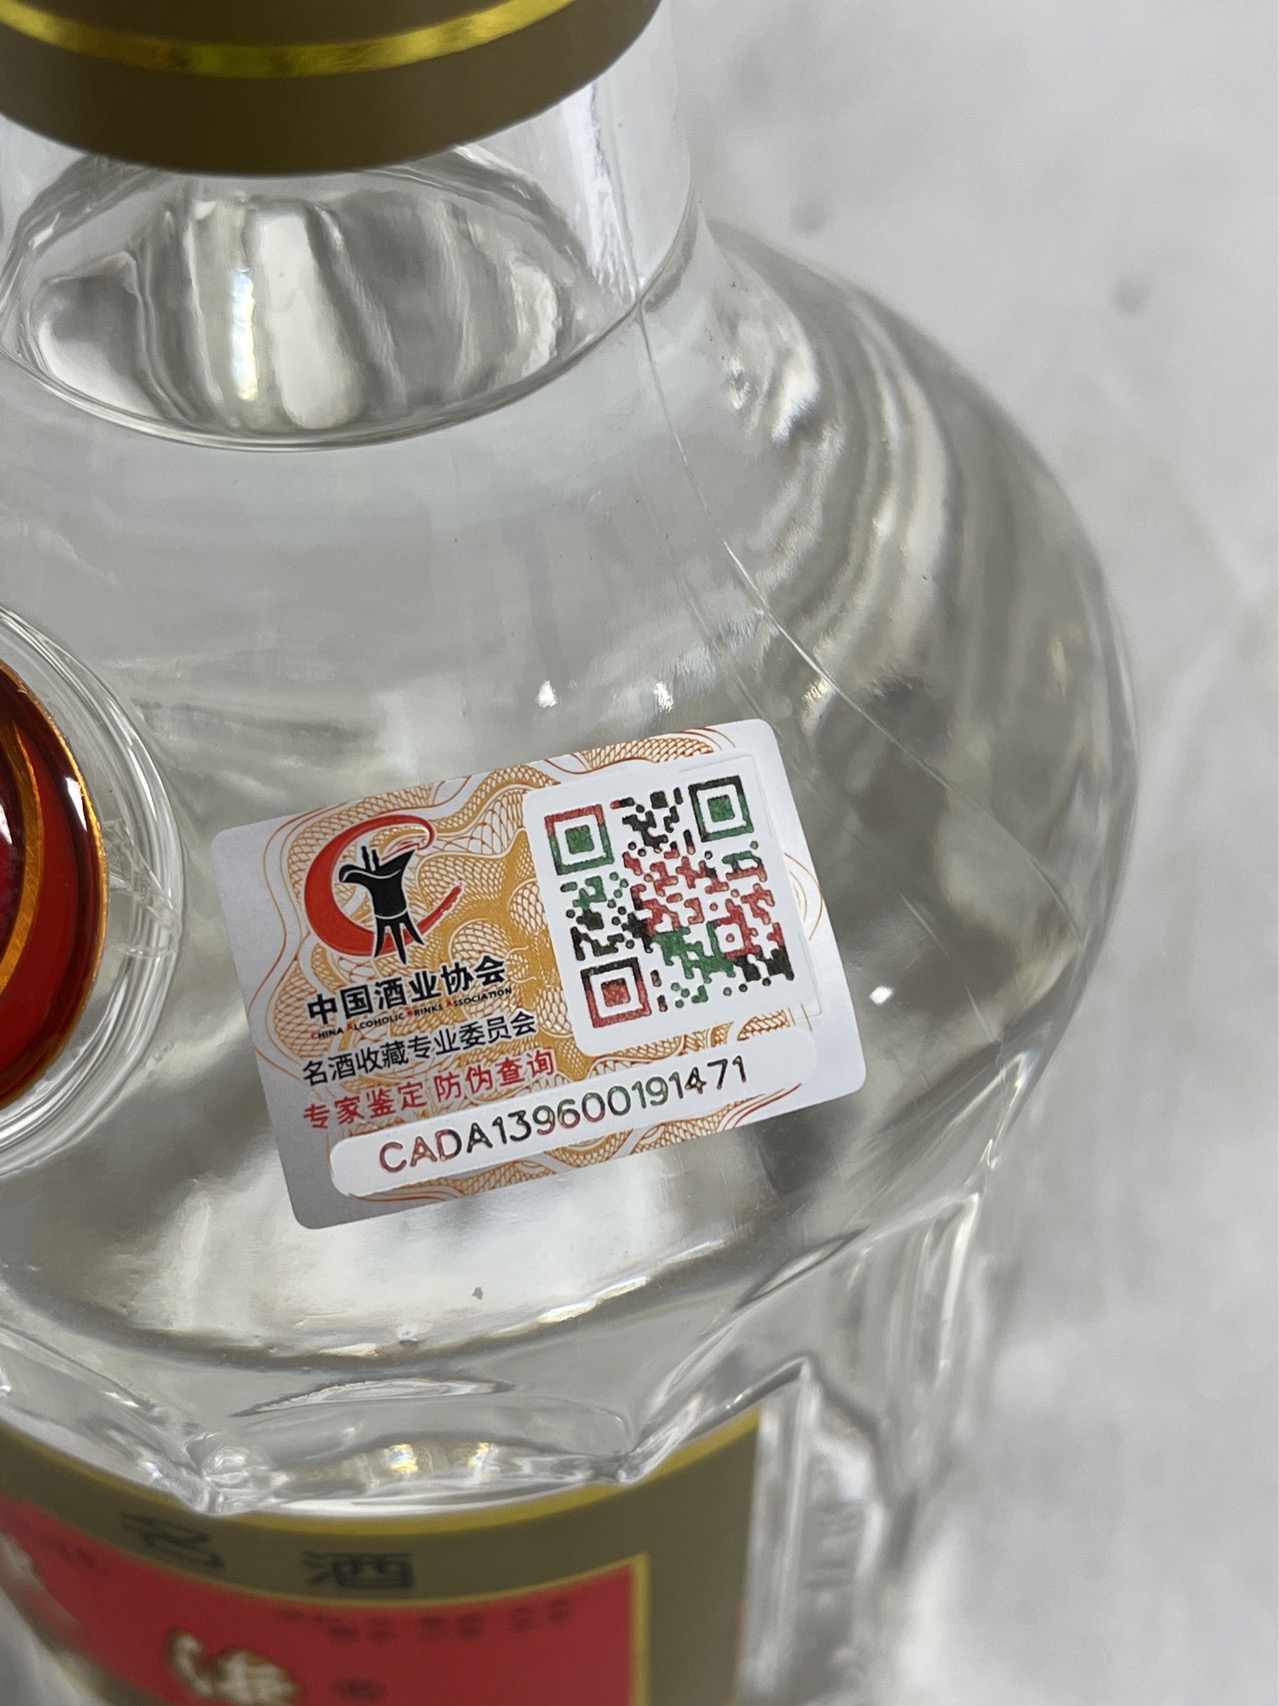 中国酒业协会
CHINA ALCOHOLIC DRINKS ASSOCIATION
名酒收藏专业委员会
专家鉴定 防伪查询
CADA139600191471
酒